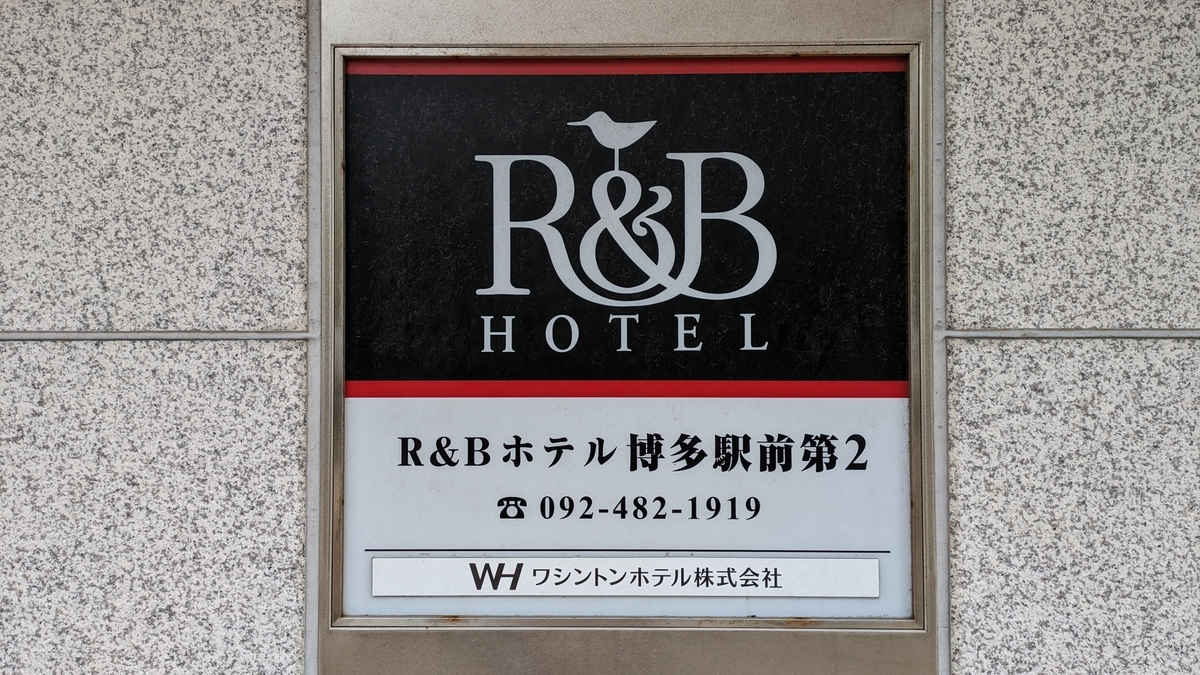 R&B
HOTEL
R&Bホテル 博多駅前第2
☎ 092-482-1919
WH ワシントンホテル株式会社